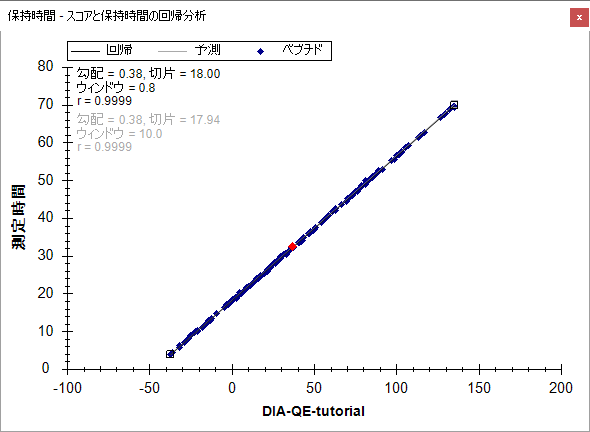 保持時間 - スコアと保持時間の回帰分析
回帰 予測 ペプチド
勾配 = 0.38, 切片 = 18.00
ウィンドウ = 0.8
r = 0.9999
勾配 = 0.38, 切片 = 17.94
ウィンドウ = 10.0
r = 0.9999
測定時間
80
70
60
50
40
30
20
10
0
-100 -50 0 50 100 150 200
DIA-QE-tutorial